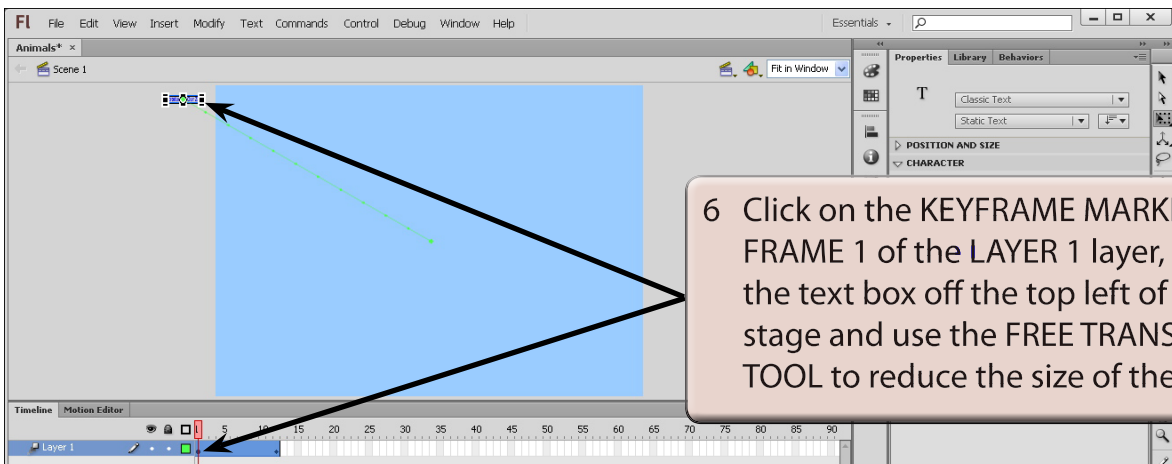 Fl File Edit View Insert Modify Text Commands Control Debug Window Help Essentials
Animals* ×
Scene 1 Fit in Window
Properties Library Behaviors
T Classic Text
Static Text
POSITION AND SIZE
CHARACTER
6 Click on the KEYFRAME MARK
FRAME 1 of the LAYER 1 layer,
the text box off the top left of
stage and use the FREE TRANS
TOOL to reduce the size of the
Timeline Motion Editor
1 5 10 15 20 25 30 35 40 45 50 55 60 65 70 75 80 85 90
Layer 1